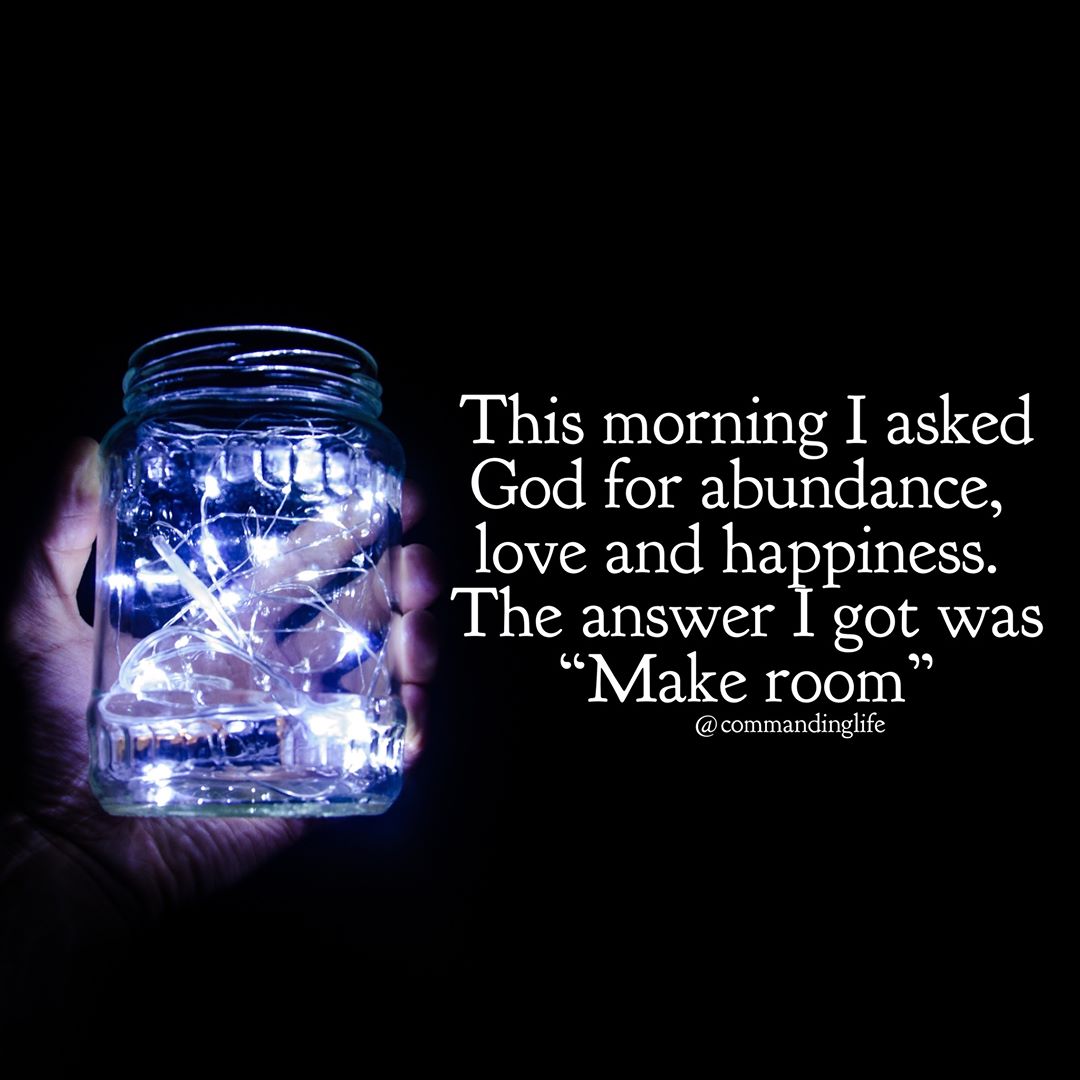 This morning I asked
God for abundance,
love and happiness.
The answer I got was
“Make room”
@commandinglife